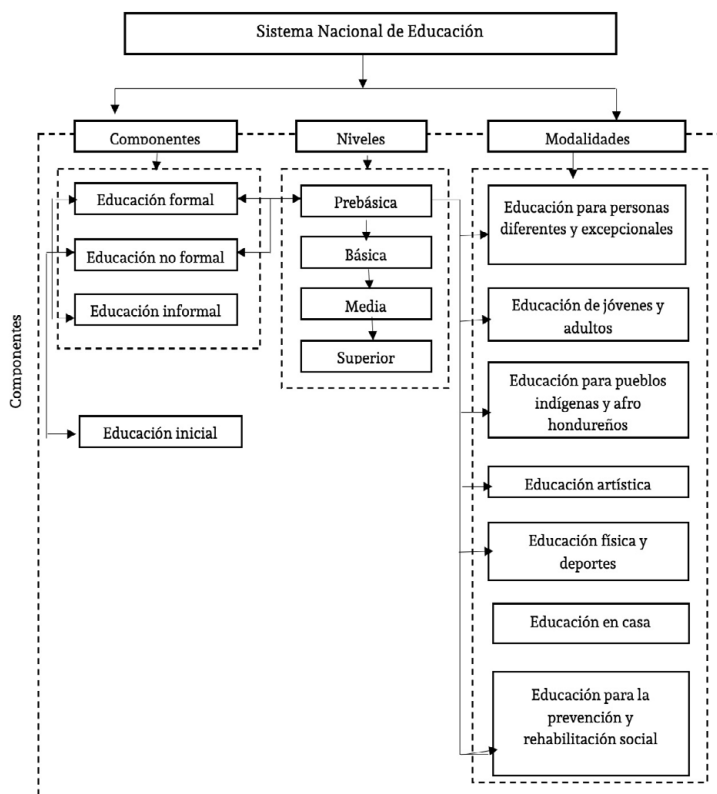 Sistema Nacional de Educación
Componentes
Niveles
Modalidades
Educación formal
Educación no formal
Educación informal
Educación inicial
Componentes
Prebásica
Básica
Media
Superior
Educación para personas
diferentes y excepcionales
Educación de jóvenes y
adultos
Educación para pueblos
indígenas y afro
hondureños
Educación artística
Educación física y
deportes
Educación en casa
Educación para la
prevención y
rehabilitación social